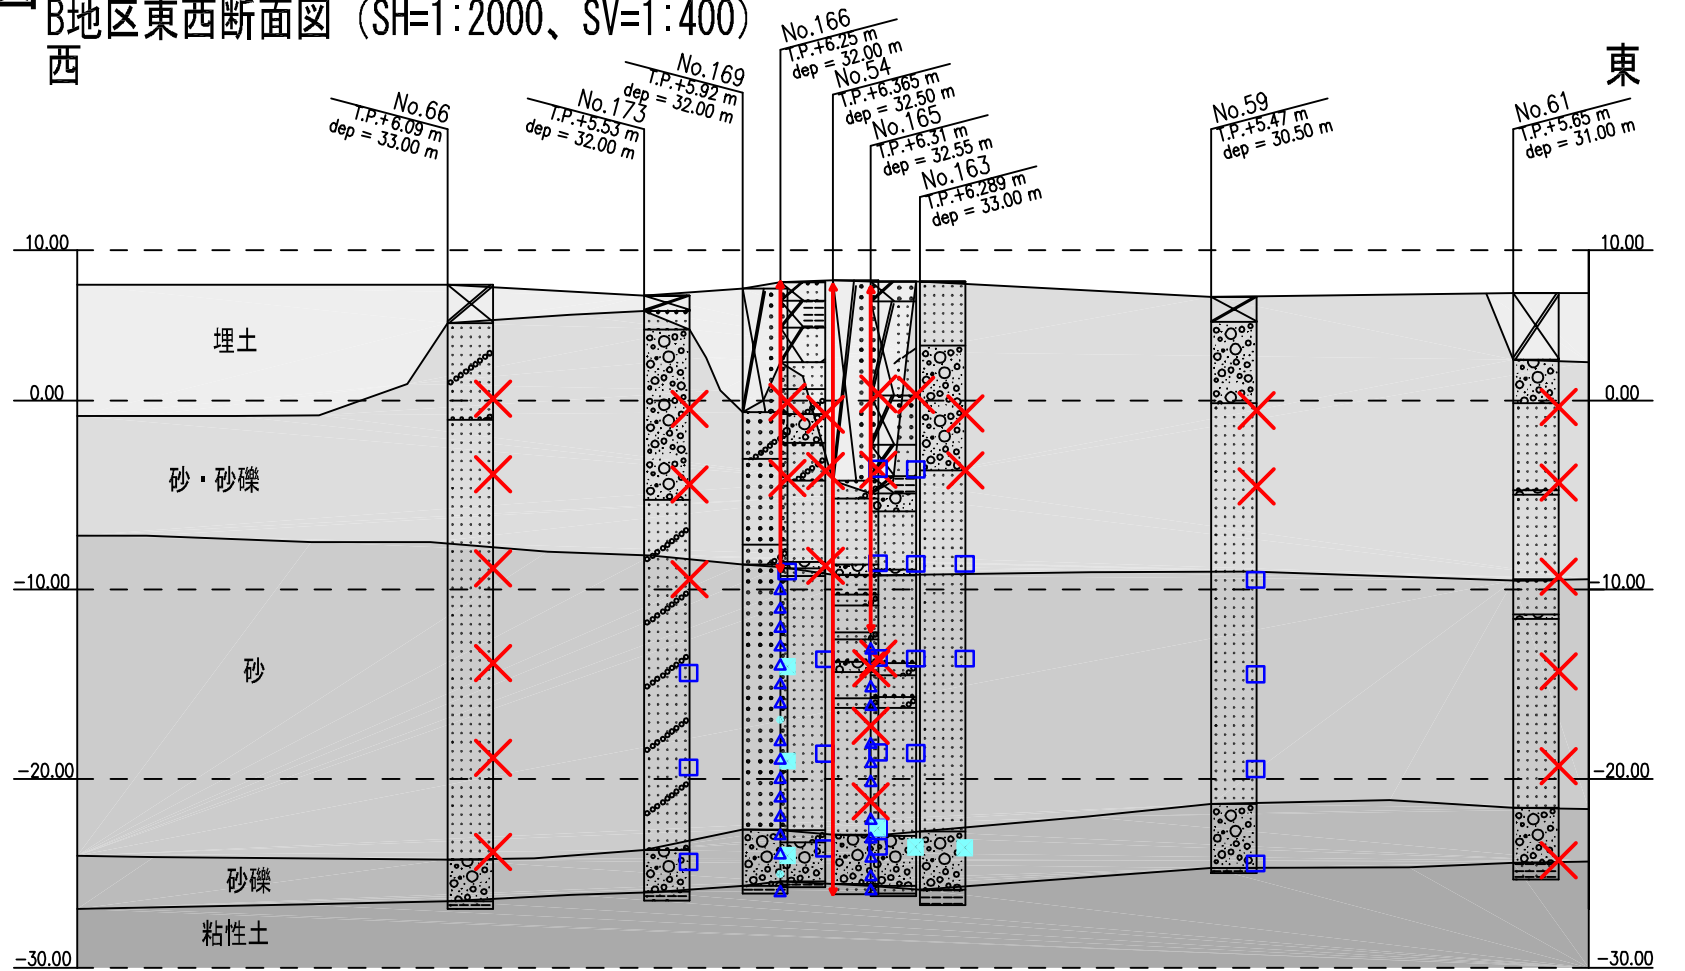 B地区東西断面図 (SH=1:2000、SV=1:400)
西
東
No.166
T.P.+6.25 m
dep = 32.00 m
No.169
T.P.+5.92 m
dep = 32.00 m
No.54
T.P.+6.365 m
dep = 32.50 m
No.66
T.P.+6.09 m
dep = 33.00 m
No.173
T.P.+5.53 m
dep = 32.00 m
No.165
T.P.+6.31 m
dep = 32.55 m
No.163
T.P.+6.289 m
dep = 33.00 m
No.59
T.P.+5.47 m
dep = 30.50 m
No.61
T.P.+5.65 m
dep = 31.00 m
10.00
10.00
埋土
0.00
0.00
砂・砂礫
-10.00
-10.00
砂
-20.00
-20.00
砂礫
粘性土
-30.00
-30.00